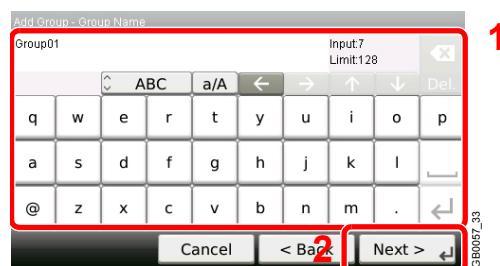 Add Group - Group Name
1
Group01
Input:7
Limit:128
ABC a/A ← → ↑ ↓ Del.
q w e r t y u i o p
a s d f g h j k l
@ z x c v b n m .
Cancel < Back 2 Next >
GB0057_33